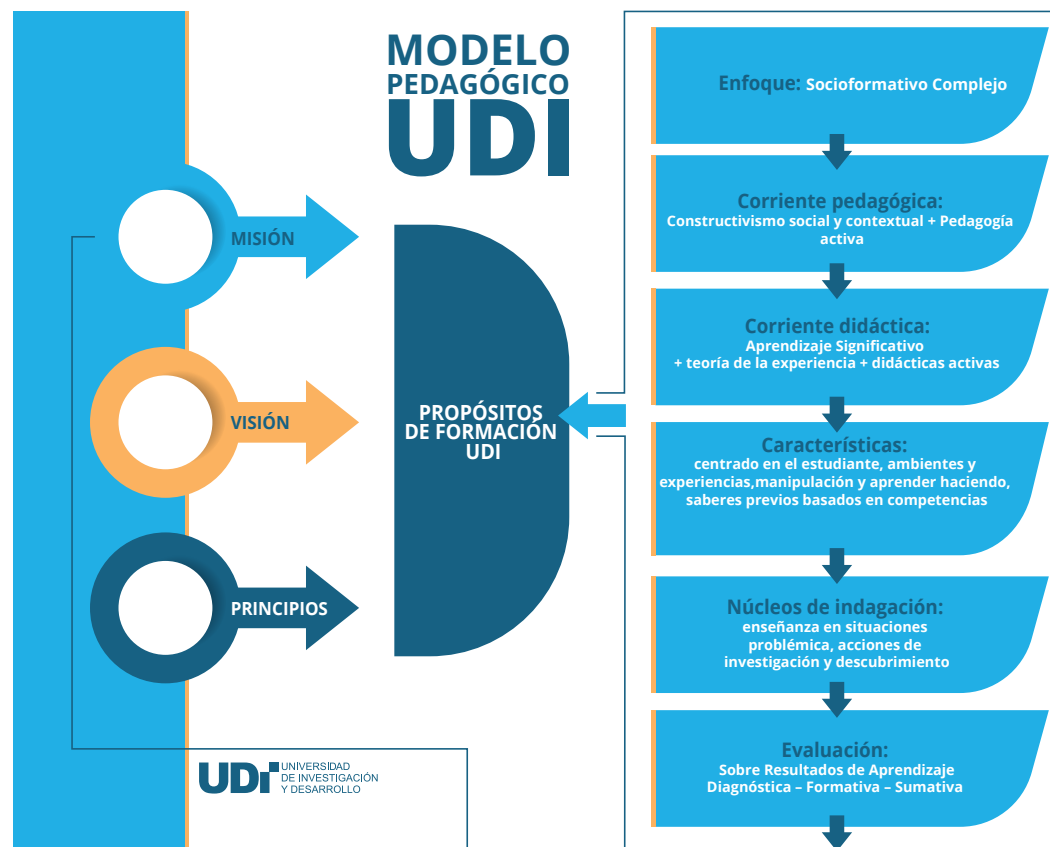 MODELO
PEDAGÓGICO
UDI
MISIÓN
VISIÓN
PRINCIPIOS
PROPÓSITOS
DE FORMACIÓN
UDI
Enfoque: Socioformativo Complejo
Corriente pedagógica:
Constructivismo social y contextual + Pedagogía
activa
Corriente didáctica:
Aprendizaje Significativo
+ teoría de la experiencia + didácticas activas
Características:
centrado en el estudiante, ambientes y
experiencias,manipulación y aprender haciendo,
saberes previos basados en competencias
Núcleos de indagación:
enseñanza en situaciones
problémica, acciones de
investigación y descubrimiento
Evaluación:
Sobre Resultados de Aprendizaje
Diagnóstica – Formativa – Sumativa
UDi
UNIVERSIDAD
DE INVESTIGACIÓN
Y DESARROLLO